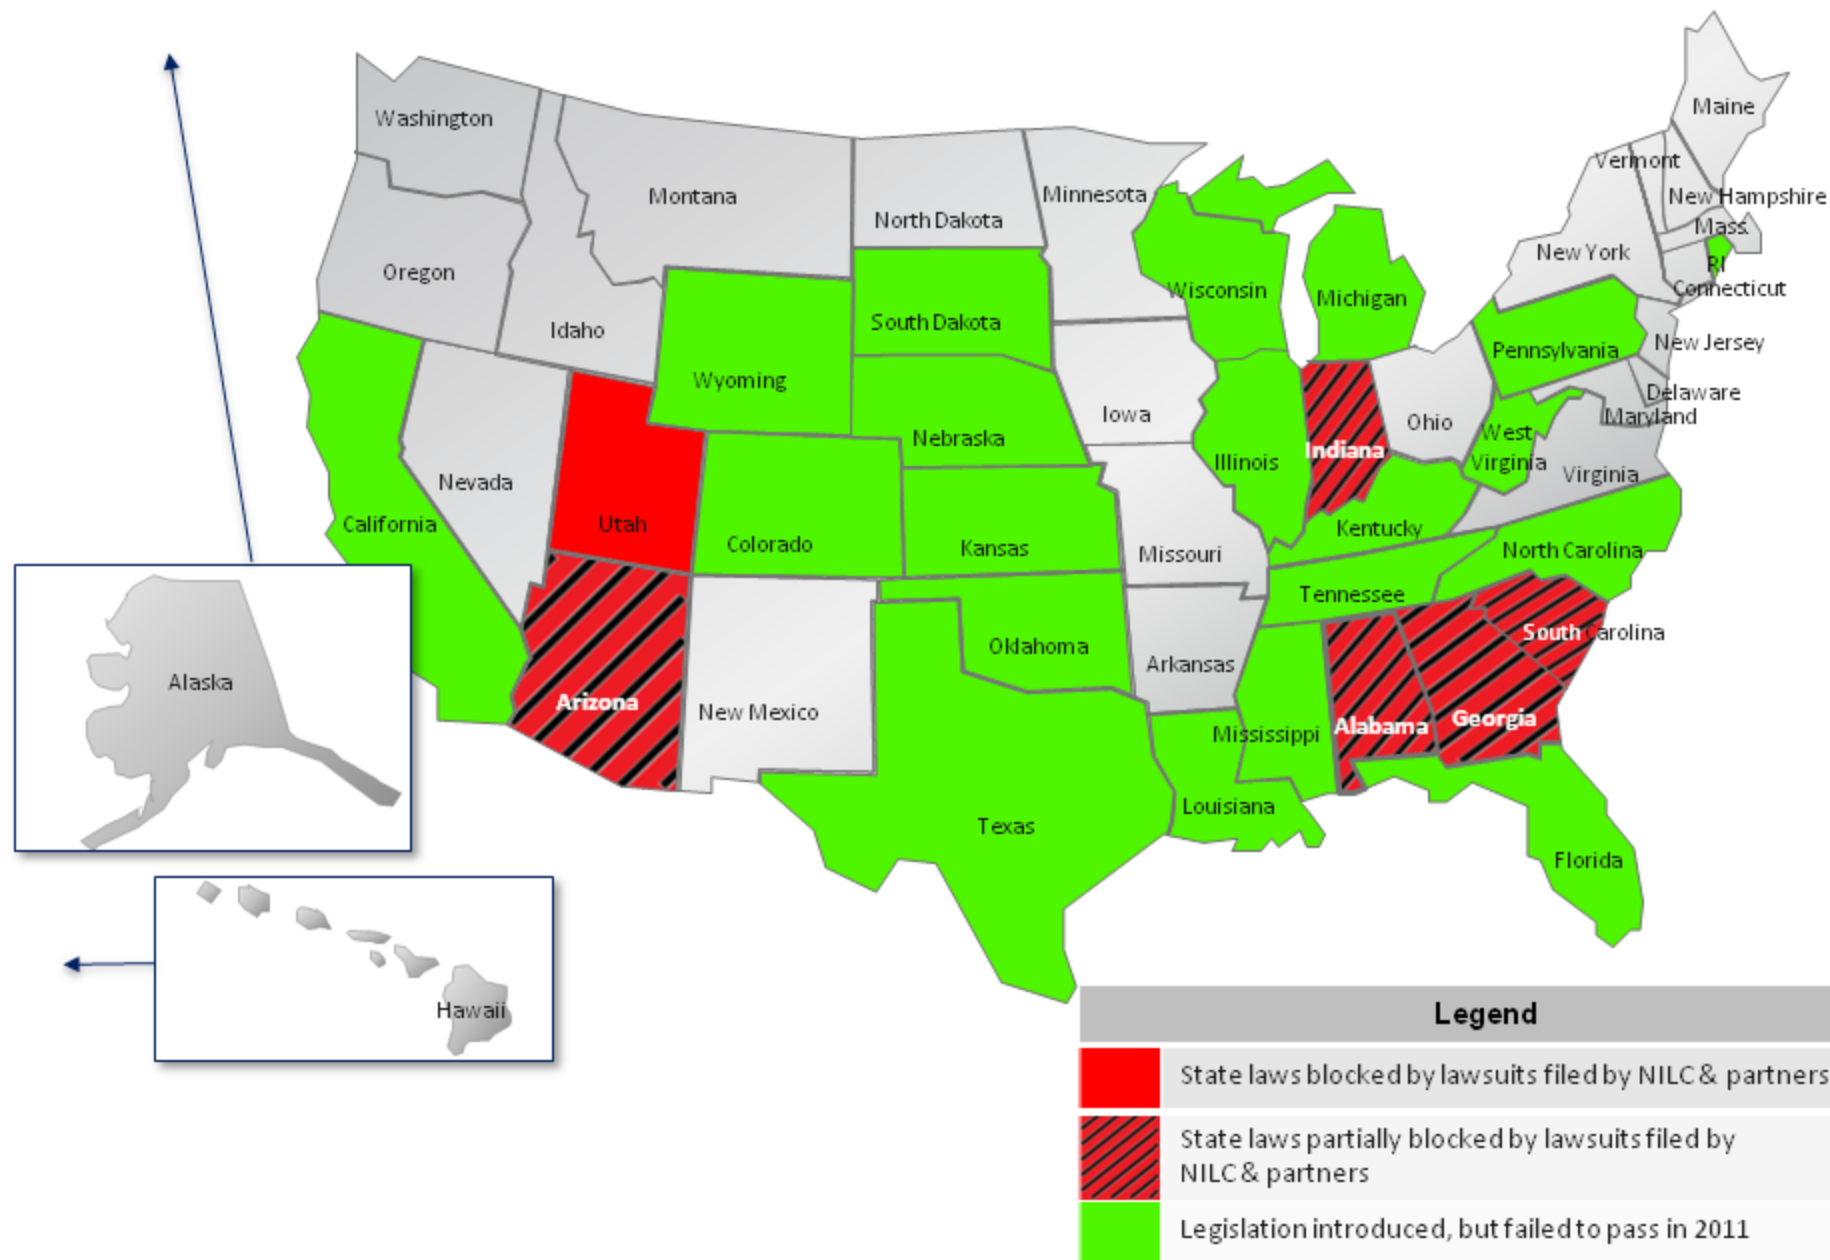 Maine
Washington
Vermont
Montana
Minnesota
New Hampshire
North Dakota
Mass.
New York
Oregon
RI
Connecticut
Wisconsin
Michigan
South Dakota
Idaho
New Jersey
Pennsylvania
Wyoming
Delaware
Iowa
Maryland
Ohio
Nebraska
West
Virginia
Indiana
Illinois
Virginia
Nevada
California
Utah
Kentucky
Colorado
Kansas
North Carolina
Missouri
Tennessee
South Carolina
Oklahoma
Arkansas
Alaska
Arizona
New Mexico
Georgia
Alabama
Mississippi
Louisiana
Texas
Florida
Hawaii
Legend
State laws blocked by lawsuits filed by NILC & partners
State laws partially blocked by lawsuits filed by
NILC & partners
Legislation introduced, but failed to pass in 2011